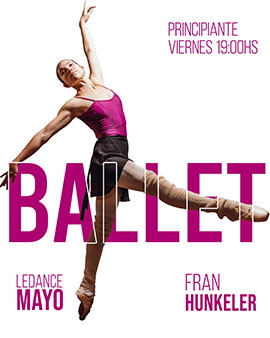 PRINCIPIANTE
VIERNES 19:00HS
BALLET
LEDANCE
MAYO
FRAN
HUNKELER